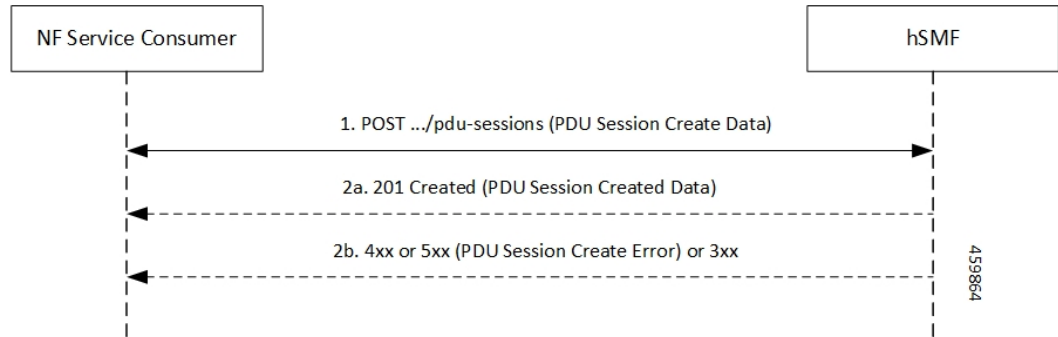 NF Service Consumer
hSMF
1. POST .../pdu-sessions (PDU Session Create Data)
2a. 201 Created (PDU Session Created Data)
2b. 4xx or 5xx (PDU Session Create Error) or 3xx
459864